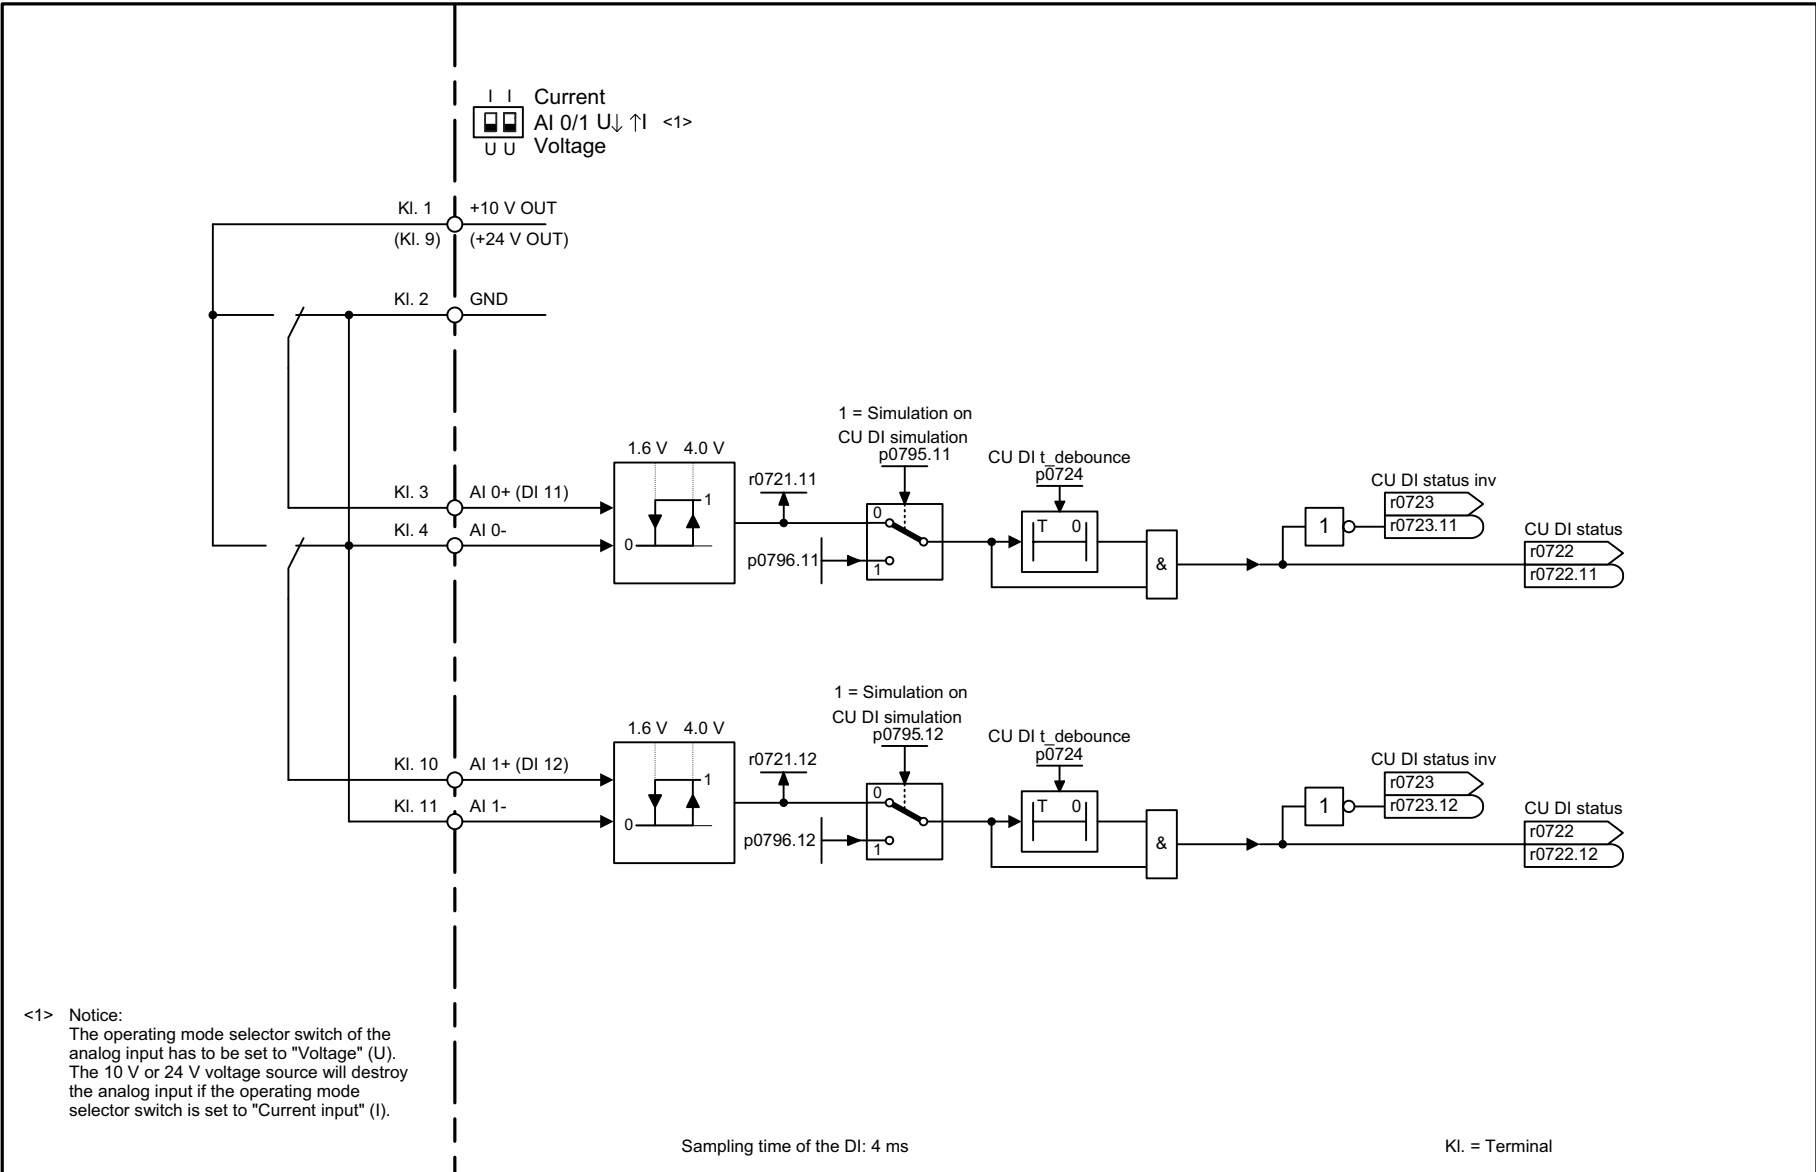 I I Current
AI 0/1 U↓ ↑I <1>
U U Voltage
Kl. 1 +10 V OUT
(Kl. 9) (+24 V OUT)
Kl. 2 GND
1 = Simulation on
CU DI simulation
p0795.11
1.6 V 4.0 V
CU DI t_debounce
p0724
r0721.11
CU DI status inv
r0723
r0723.11
Kl. 3 AI 0+ (DI 11)
1
0
T 0
1
CU DI status
r0722
r0722.11
Kl. 4 AI 0-
0
p0796.11
1
&
1 = Simulation on
CU DI simulation
p0795.12
1.6 V 4.0 V
CU DI t_debounce
p0724
r0721.12
CU DI status inv
r0723
r0723.12
Kl. 10 AI 1+ (DI 12)
1
0
T 0
1
CU DI status
r0722
r0722.12
Kl. 11 AI 1-
0
p0796.12
1
&
<1> Notice:
The operating mode selector switch of the
analog input has to be set to "Voltage" (U).
The 10 V or 24 V voltage source will destroy
the analog input if the operating mode
selector switch is set to "Current input" (I).
Sampling time of the DI: 4 ms
Kl. = Terminal